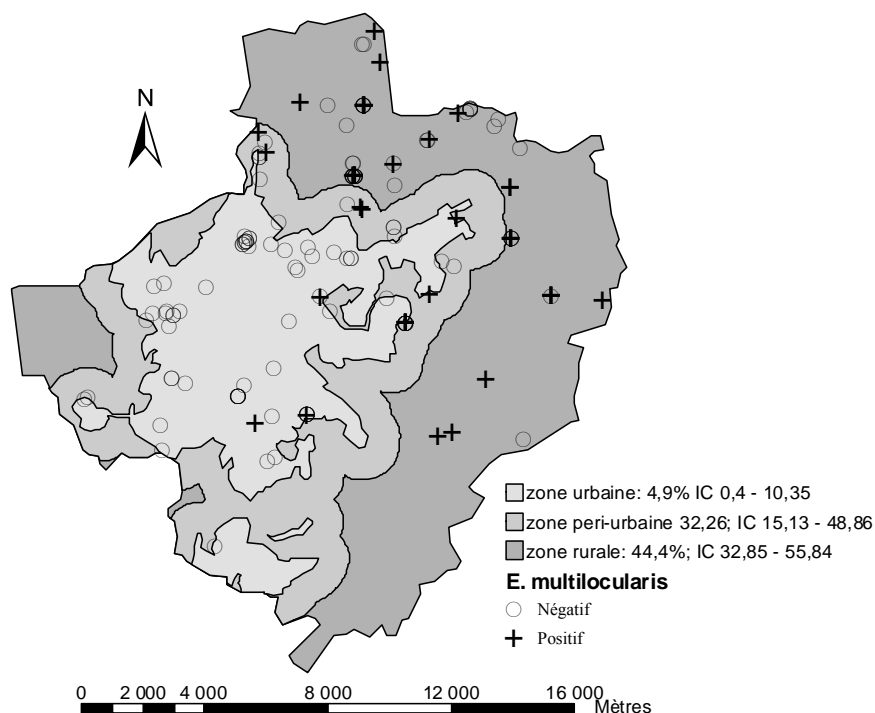 N
zone urbaine: 4,9% IC 0,4 - 10,35
zone peri-urbaine 32,26; IC 15,13 - 48,86
zone rurale: 44,4%; IC 32,85 - 55,84
E. multilocularis
Négatif
Positif
0 2 000 4 000 8 000 12 000 16 000
Mètres